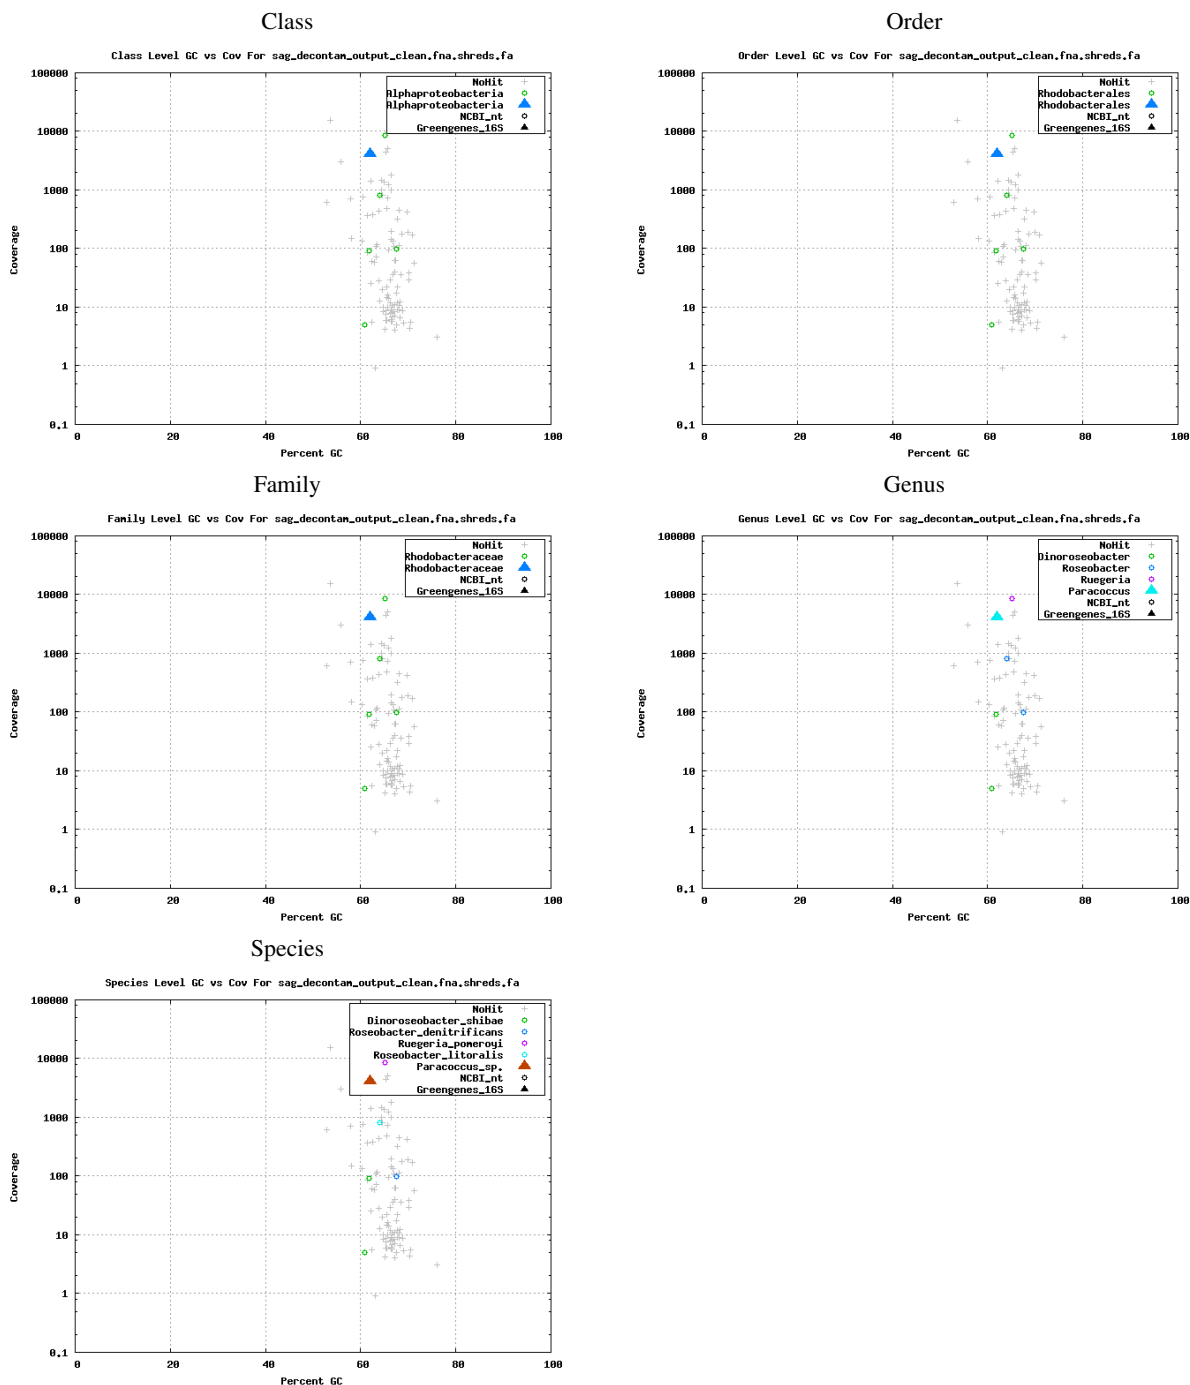 Class
Class Level GC vs Cov For sag_decontam_output_clean.fna.shreds.fa
NoHit
Alphaproteobacteria
Alphaproteobacteria
NCBI_nt
Greengenes_16S
100000
10000
1000
100
10
1
0.1
Coverage
0 20 40 60 80 100
Percent GC
Order
Order Level GC vs Cov For sag_decontam_output_clean.fna.shreds.fa
NoHit
Rhodobacterales
Rhodobacterales
NCBI_nt
Greengenes_16S
100000
10000
1000
100
10
1
0.1
Coverage
0 20 40 60 80 100
Percent GC
Family
Family Level GC vs Cov For sag_decontam_output_clean.fna.shreds.fa
NoHit
Rhodobacteraceae
Rhodobacteraceae
NCBI_nt
Greengenes_16S
100000
10000
1000
100
10
1
0.1
Coverage
0 20 40 60 80 100
Percent GC
Genus
Genus Level GC vs Cov For sag_decontam_output_clean.fna.shreds.fa
NoHit
Dinoroseobacter
Roseobacter
Ruegeria
Paracoccus
NCBI_nt
Greengenes_16S
100000
10000
1000
100
10
1
0.1
Coverage
0 20 40 60 80 100
Percent GC
Species
Species Level GC vs Cov For sag_decontam_output_clean.fna.shreds.fa
NoHit
Dinoroseobacter_shibae
Roseobacter_denitrificans
Ruegeria_pomeroyi
Roseobacter_litoralis
Paracoccus_sp.
NCBI_nt
Greengenes_16S
100000
10000
1000
100
10
1
0.1
Coverage
0 20 40 60 80 100
Percent GC